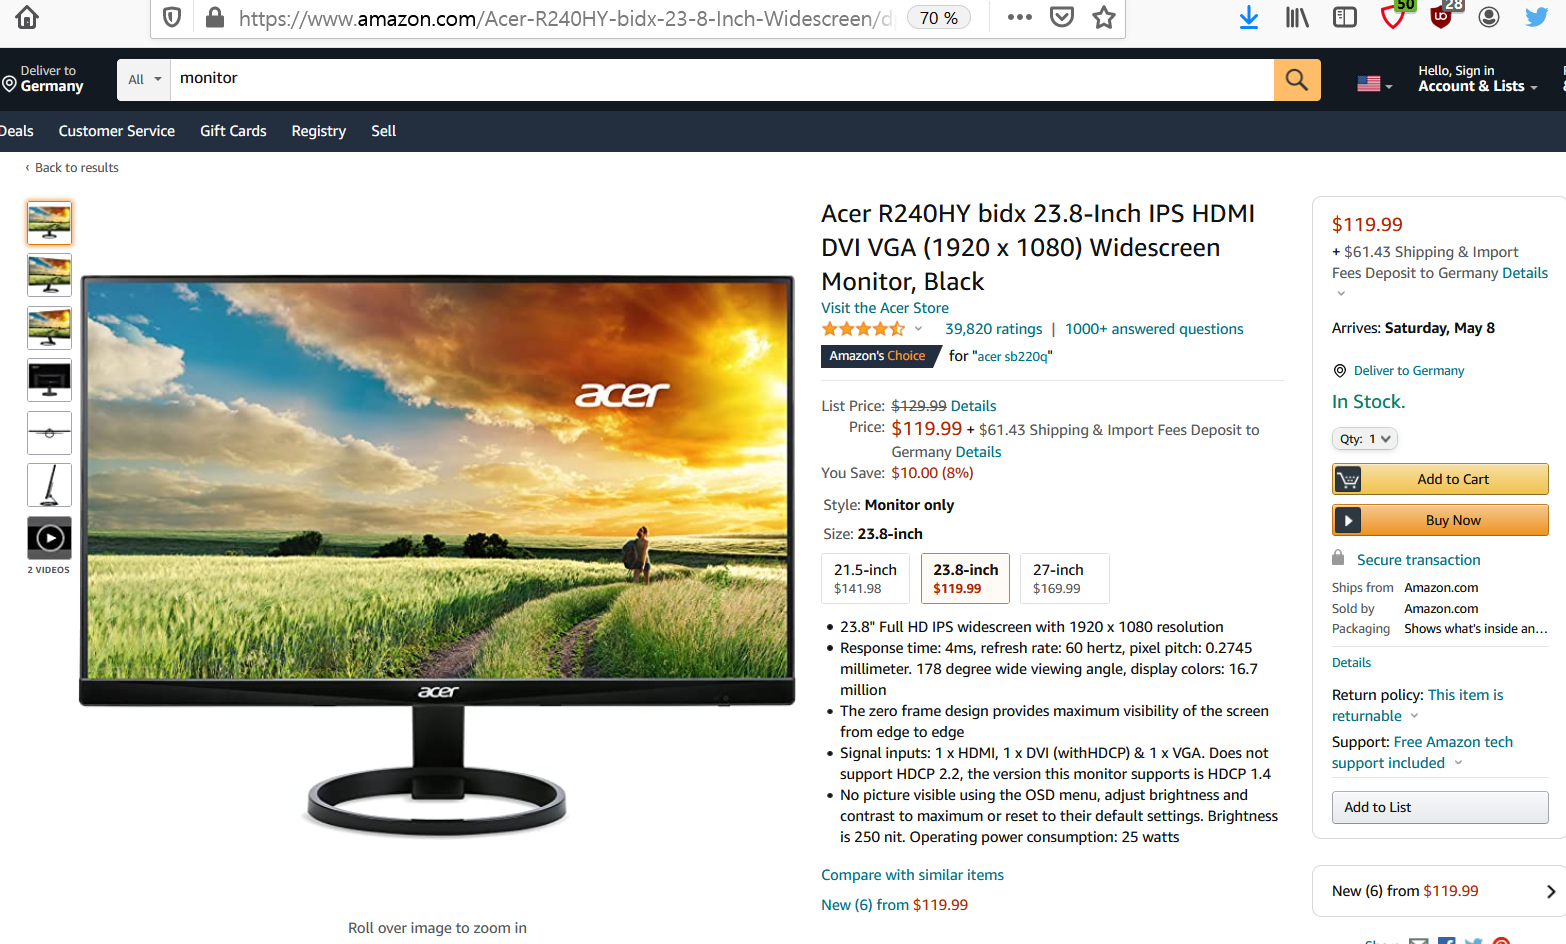 https://www.amazon.com/Acer-R240HY-bidx-23-8-Inch-Widescreen/d
70 %
50
28
Deliver to
Germany
All
monitor
Hello, Sign in
Account & Lists
Deals
Customer Service
Gift Cards
Registry
Sell
‹ Back to results
2 VIDEOS
acer
acer
Roll over image to zoom in
Acer R240HY bidx 23.8-Inch IPS HDMI
DVI VGA (1920 x 1080) Widescreen
Monitor, Black
Visit the Acer Store
39,820 ratings | 1000+ answered questions
Amazon's Choice for "acer sb220q"
List Price: $129.99 Details
Price: $119.99 + $61.43 Shipping & Import Fees Deposit to
Germany Details
You Save: $10.00 (8%)
Style: Monitor only
Size: 23.8-inch
21.5-inch
$141.98
23.8-inch
$119.99
27-inch
$169.99
• 23.8" Full HD IPS widescreen with 1920 x 1080 resolution
• Response time: 4ms, refresh rate: 60 hertz, pixel pitch: 0.2745
millimeter. 178 degree wide viewing angle, display colors: 16.7
million
• The zero frame design provides maximum visibility of the screen
from edge to edge
• Signal inputs: 1 x HDMI, 1 x DVI (withHDCP) & 1 x VGA. Does not
support HDCP 2.2, the version this monitor supports is HDCP 1.4
• No picture visible using the OSD menu, adjust brightness and
contrast to maximum or reset to their default settings. Brightness
is 250 nit. Operating power consumption: 25 watts
Compare with similar items
New (6) from $119.99
$119.99
+ $61.43 Shipping & Import
Fees Deposit to Germany Details
Arrives: Saturday, May 8
Deliver to Germany
In Stock.
Qty: 1
Add to Cart
Buy Now
Secure transaction
Ships from Amazon.com
Sold by Amazon.com
Packaging Shows what's inside an...
Details
Return policy: This item is
returnable
Support: Free Amazon tech
support included
Add to List
New (6) from $119.99